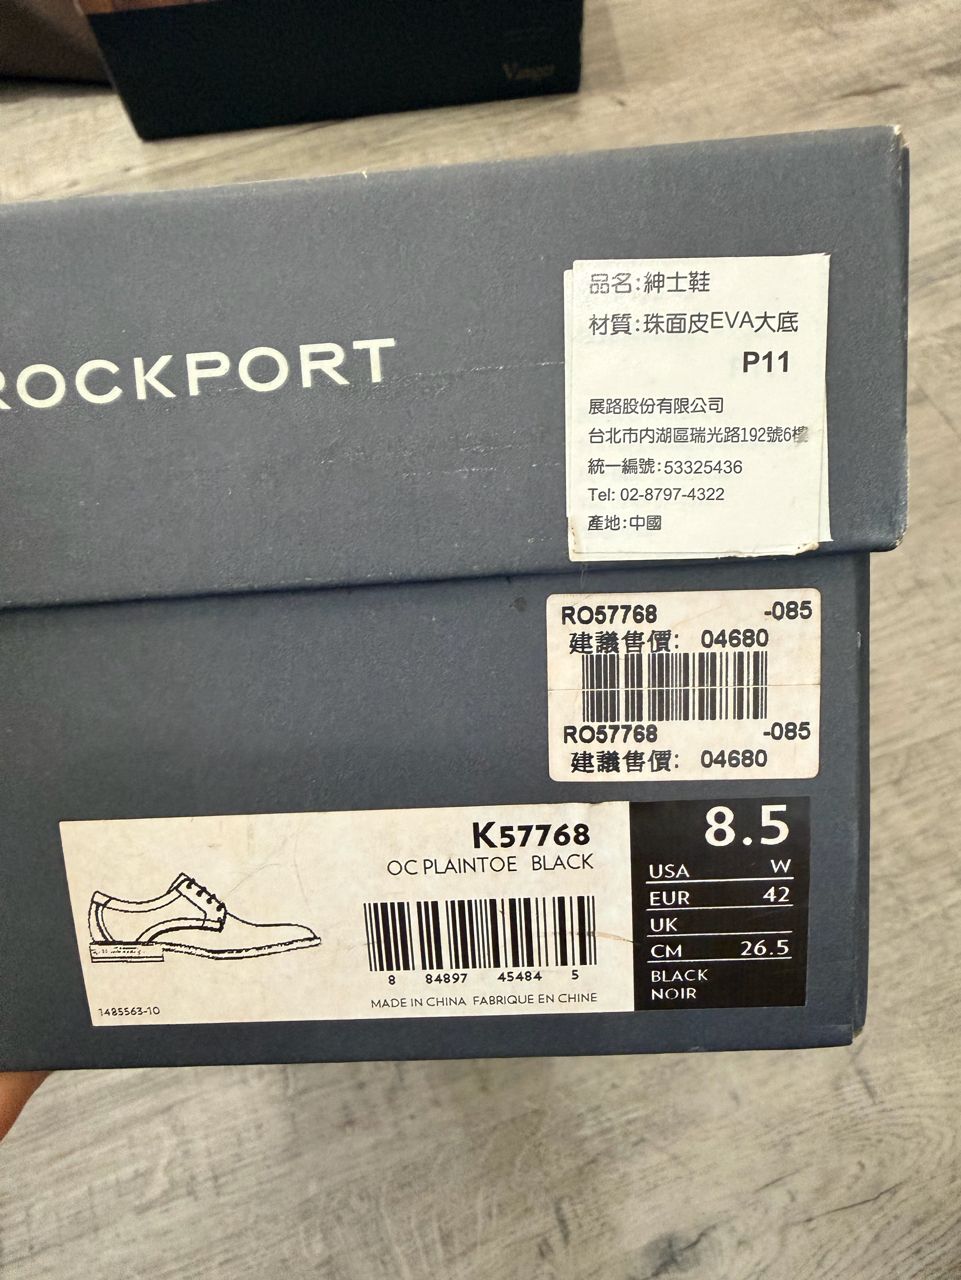 ROCKPORT
品名:紳士鞋
材質:珠面皮EVA大底
P11
展路股份有限公司
台北市內湖區瑞光路192號6樓
統一編號:53325436
Tel: 02-8797-4322
產地:中國
RO57768 -085
建議售價: 04680
RO57768 -085
建議售價: 04680
K57768
OC PLAINTOE BLACK
8 84897 45484 5
MADE IN CHINA FABRIQUE EN CHINE
1485563-10
8.5
USA W
EUR 42
UK
CM 26.5
BLACK
NOIR